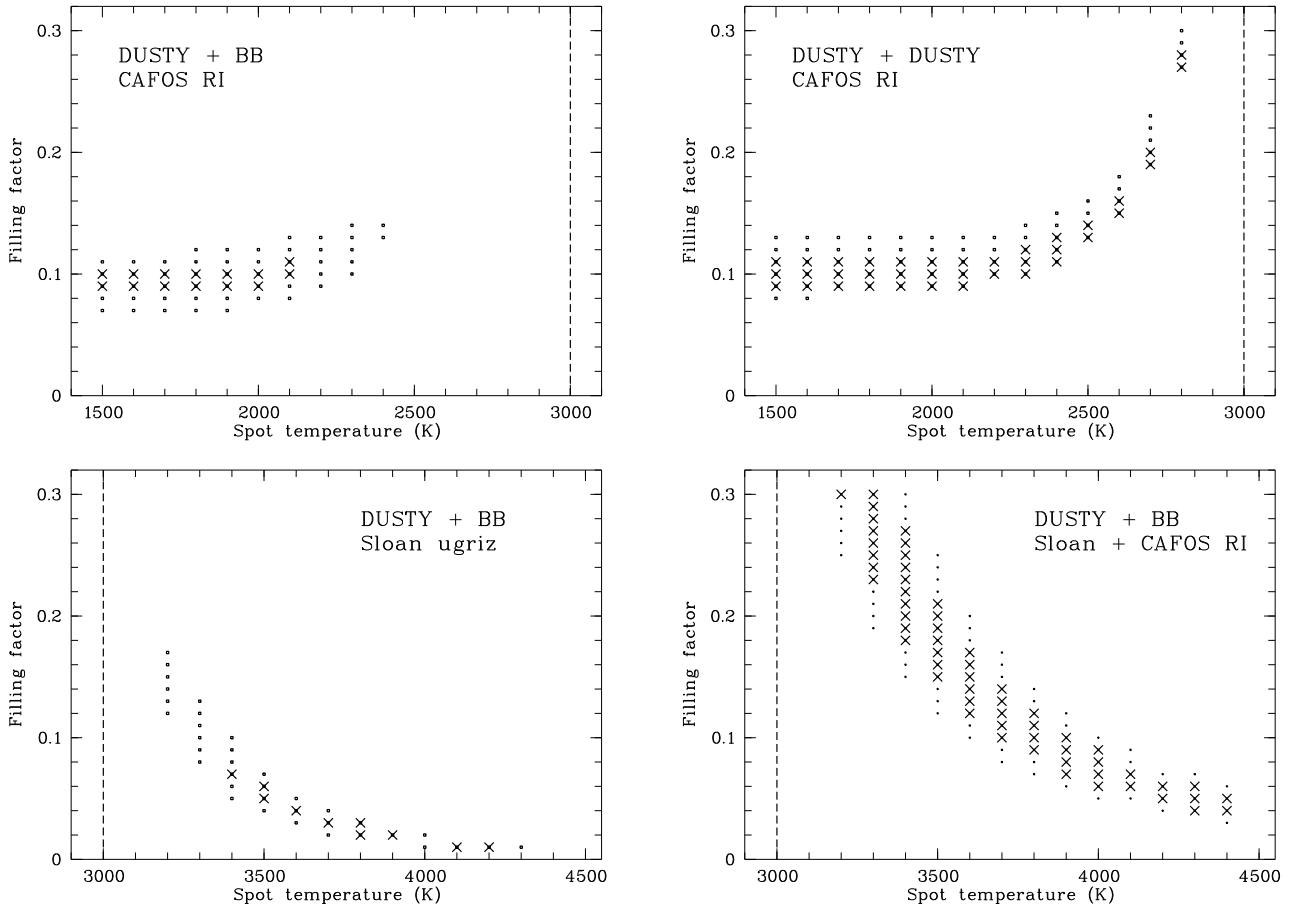 0.3
0.2
0.1
0
Filling factor
DUSTY + BB
CAFOS RI
1500 2000 2500 3000
Spot temperature (K)
0.3
0.2
0.1
0
Filling factor
DUSTY + DUSTY
CAFOS RI
1500 2000 2500 3000
Spot temperature (K)
0.3
0.2
0.1
0
Filling factor
DUSTY + BB
Sloan ugriz
3000 3500 4000 4500
Spot temperature (K)
0.3
0.2
0.1
0
Filling factor
DUSTY + BB
Sloan + CAFOS RI
3000 3500 4000 4500
Spot temperature (K)